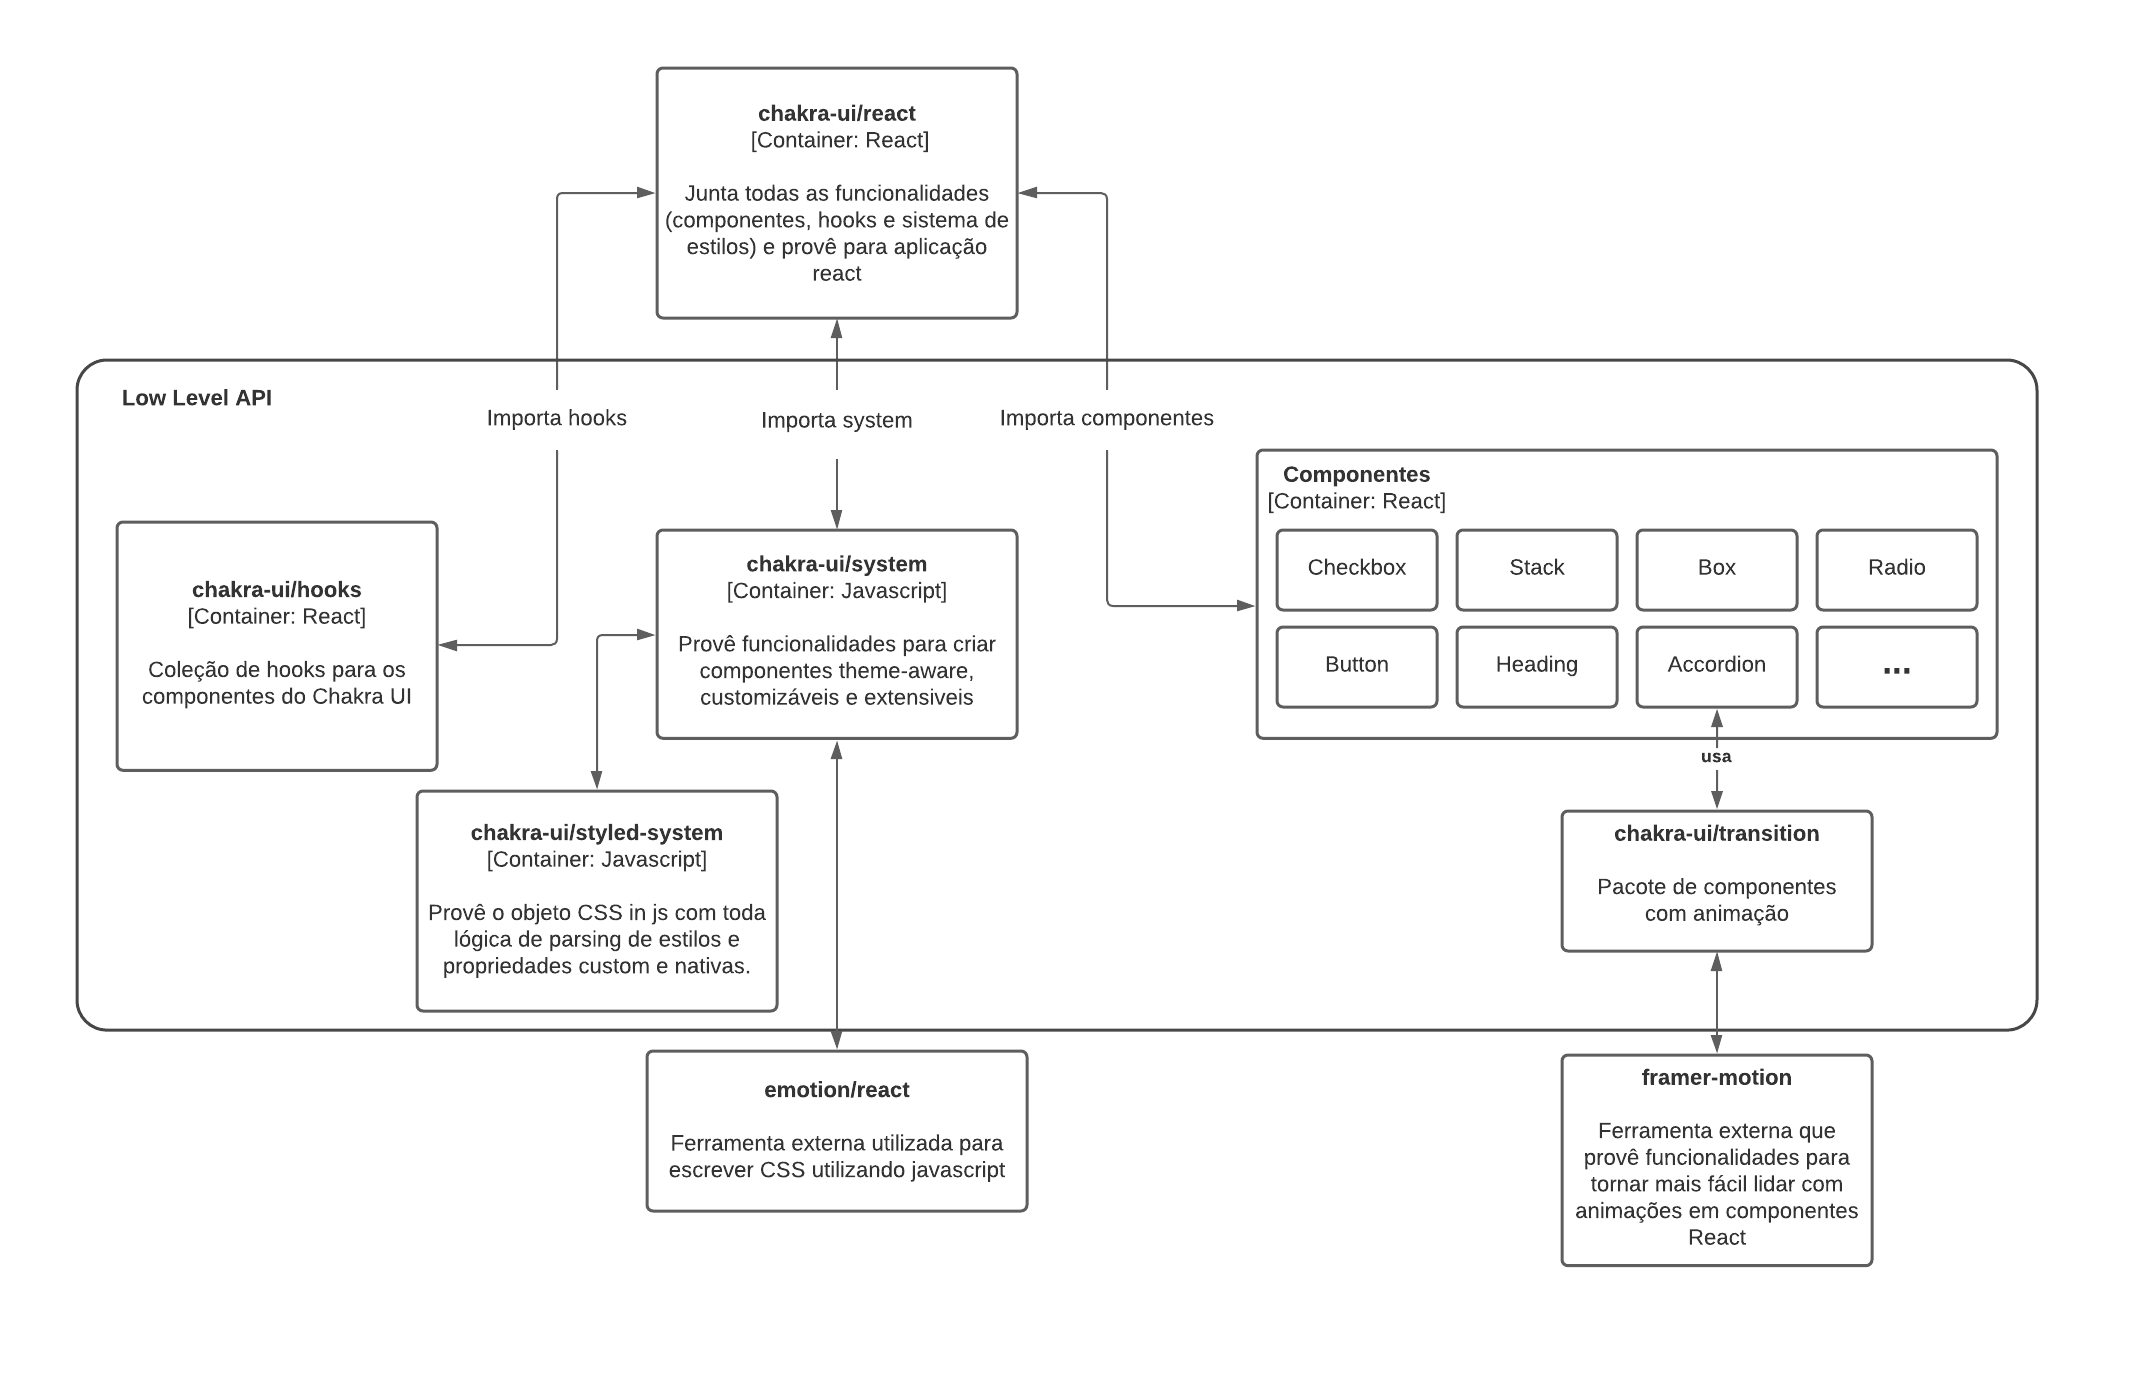 chakra-ui/react
[Container: React]
Junta todas as funcionalidades
(componentes, hooks e sistema de
estilos) e provê para aplicação
react
Low Level API
Importa hooks
Importa system
Importa componentes
chakra-ui/hooks
[Container: React]
Coleção de hooks para os
componentes do Chakra UI
chakra-ui/system
[Container: Javascript]
Provê funcionalidades para criar
componentes theme-aware,
customizáveis e extensiveis
Componentes
[Container: React]
Checkbox
Stack
Box
Radio
Button
Heading
Accordion
...
usa
chakra-ui/styled-system
[Container: Javascript]
Provê o objeto CSS in js com toda
lógica de parsing de estilos e
propriedades custom e nativas.
chakra-ui/transition
Pacote de componentes
com animação
emotion/react
Ferramenta externa utilizada para
escrever CSS utilizando javascript
framer-motion
Ferramenta externa que
provê funcionalidades para
tornar mais fácil lidar com
animações em componentes
React